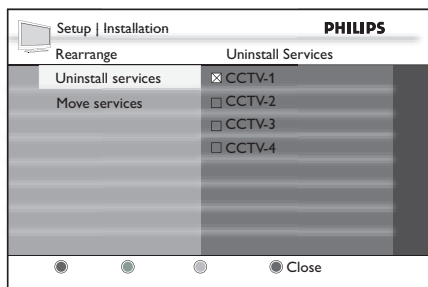 Setup | Installation
PHILIPS
Rearrange
Uninstall Services
Uninstall services
CCTV-1
Move services
CCTV-2
CCTV-3
CCTV-4
Close